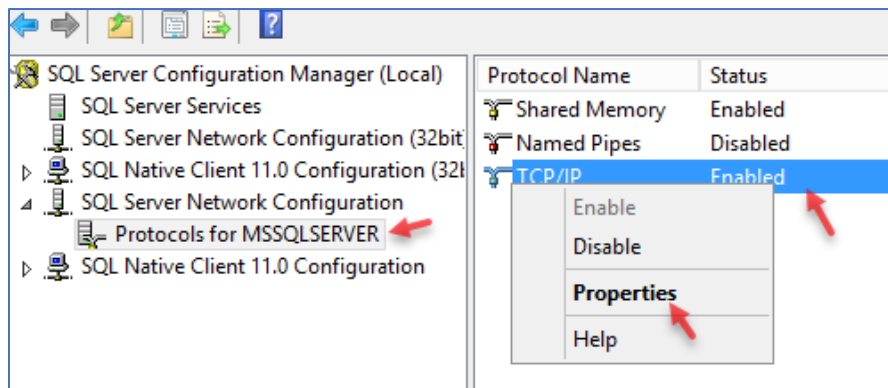 SQL Server Configuration Manager (Local)
SQL Server Services
SQL Server Network Configuration (32bit
SQL Native Client 11.0 Configuration (32b
SQL Server Network Configuration
Protocols for MSSQLSERVER
SQL Native Client 11.0 Configuration
Protocol Name Status
Shared Memory Enabled
Named Pipes Disabled
TCP/IP Enabled
Enable
Disable
Properties
Help